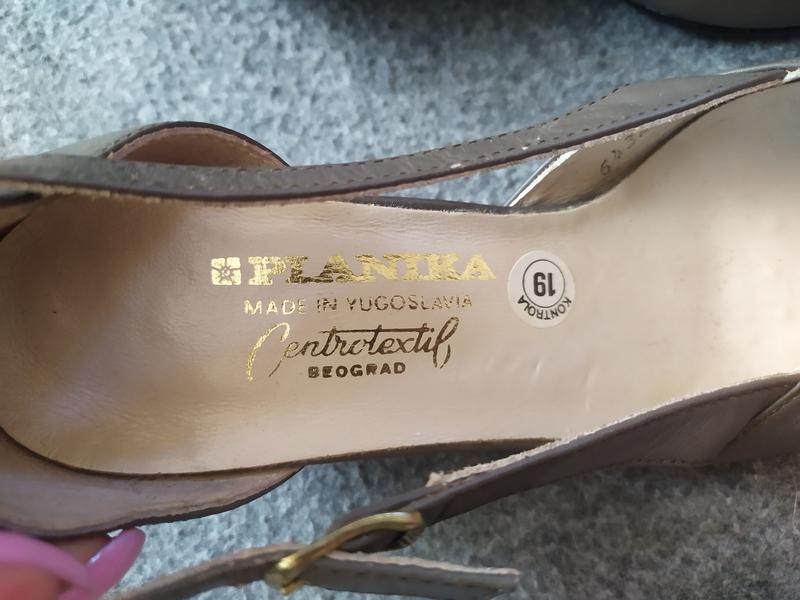 PLANIKA
MADE IN YUGOSLAVIA
Centrotextil
BEOGRAD
19
KONTROLA